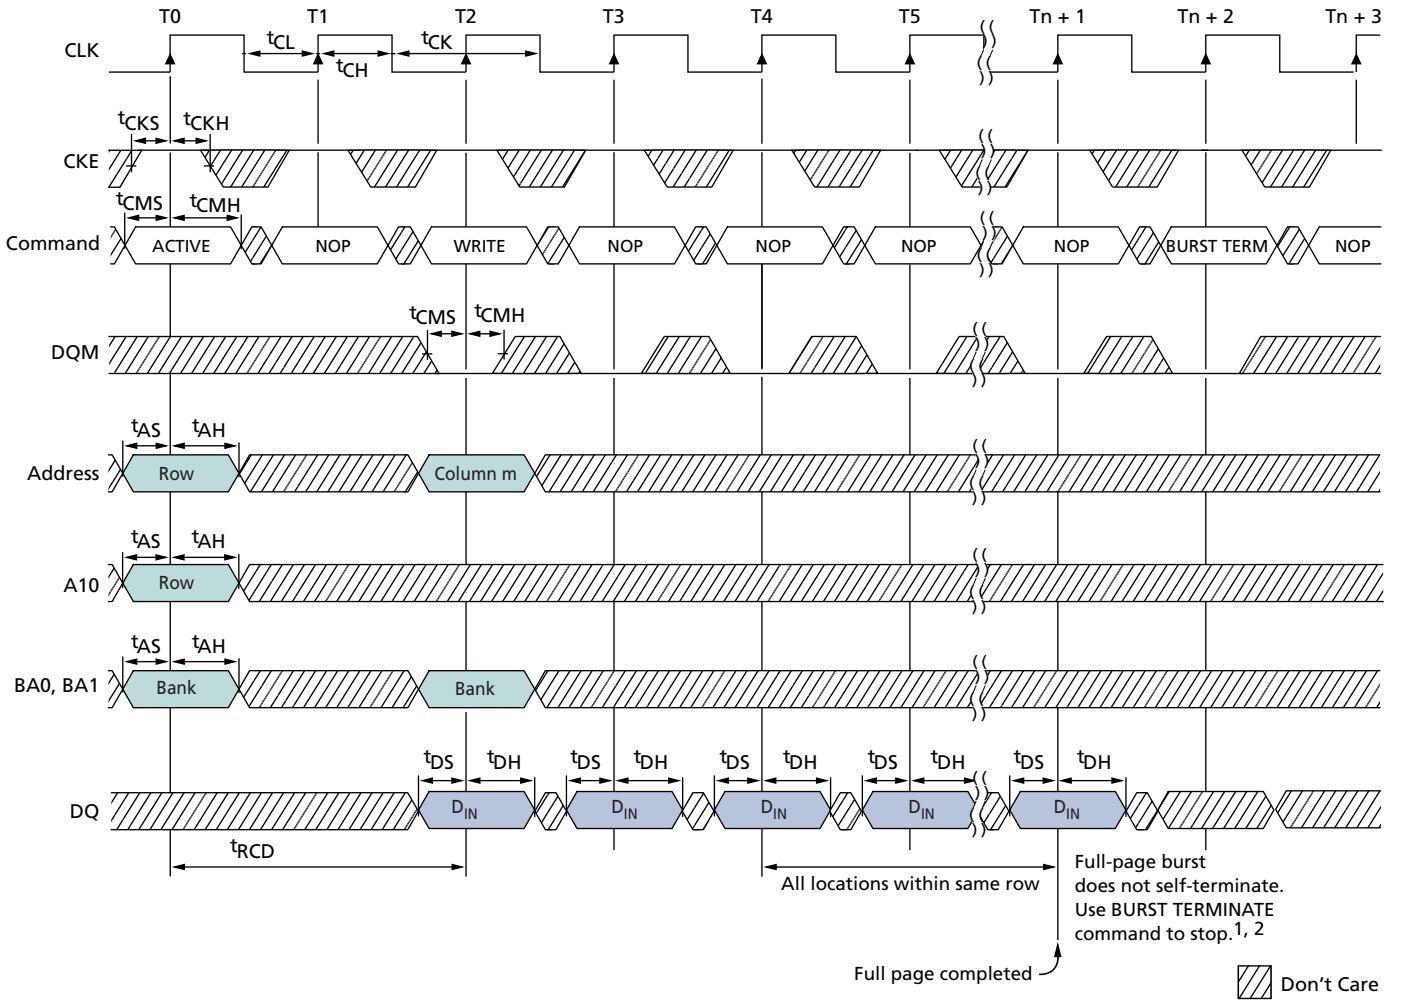 T0 T1 T2 T3 T4 T5 Tn + 1 Tn + 2 Tn + 3
CLK tCL tCH tCK
tCKS tCKH
CKE
tCMS tCMH
Command ACTIVE NOP WRITE NOP NOP NOP NOP BURST TERM NOP
tCMS tCMH
DQM
tAS tAH
Address Row Column m
tAS tAH
A10 Row
tAS tAH
BA0, BA1 Bank Bank
tDS tDH tDS tDH tDS tDH tDS tDH tDS tDH
DQ DIN DIN DIN DIN DIN
tRCD
All locations within same row
Full-page burst
does not self-terminate.
Use BURST TERMINATE
command to stop.1, 2
Full page completed
Don't Care